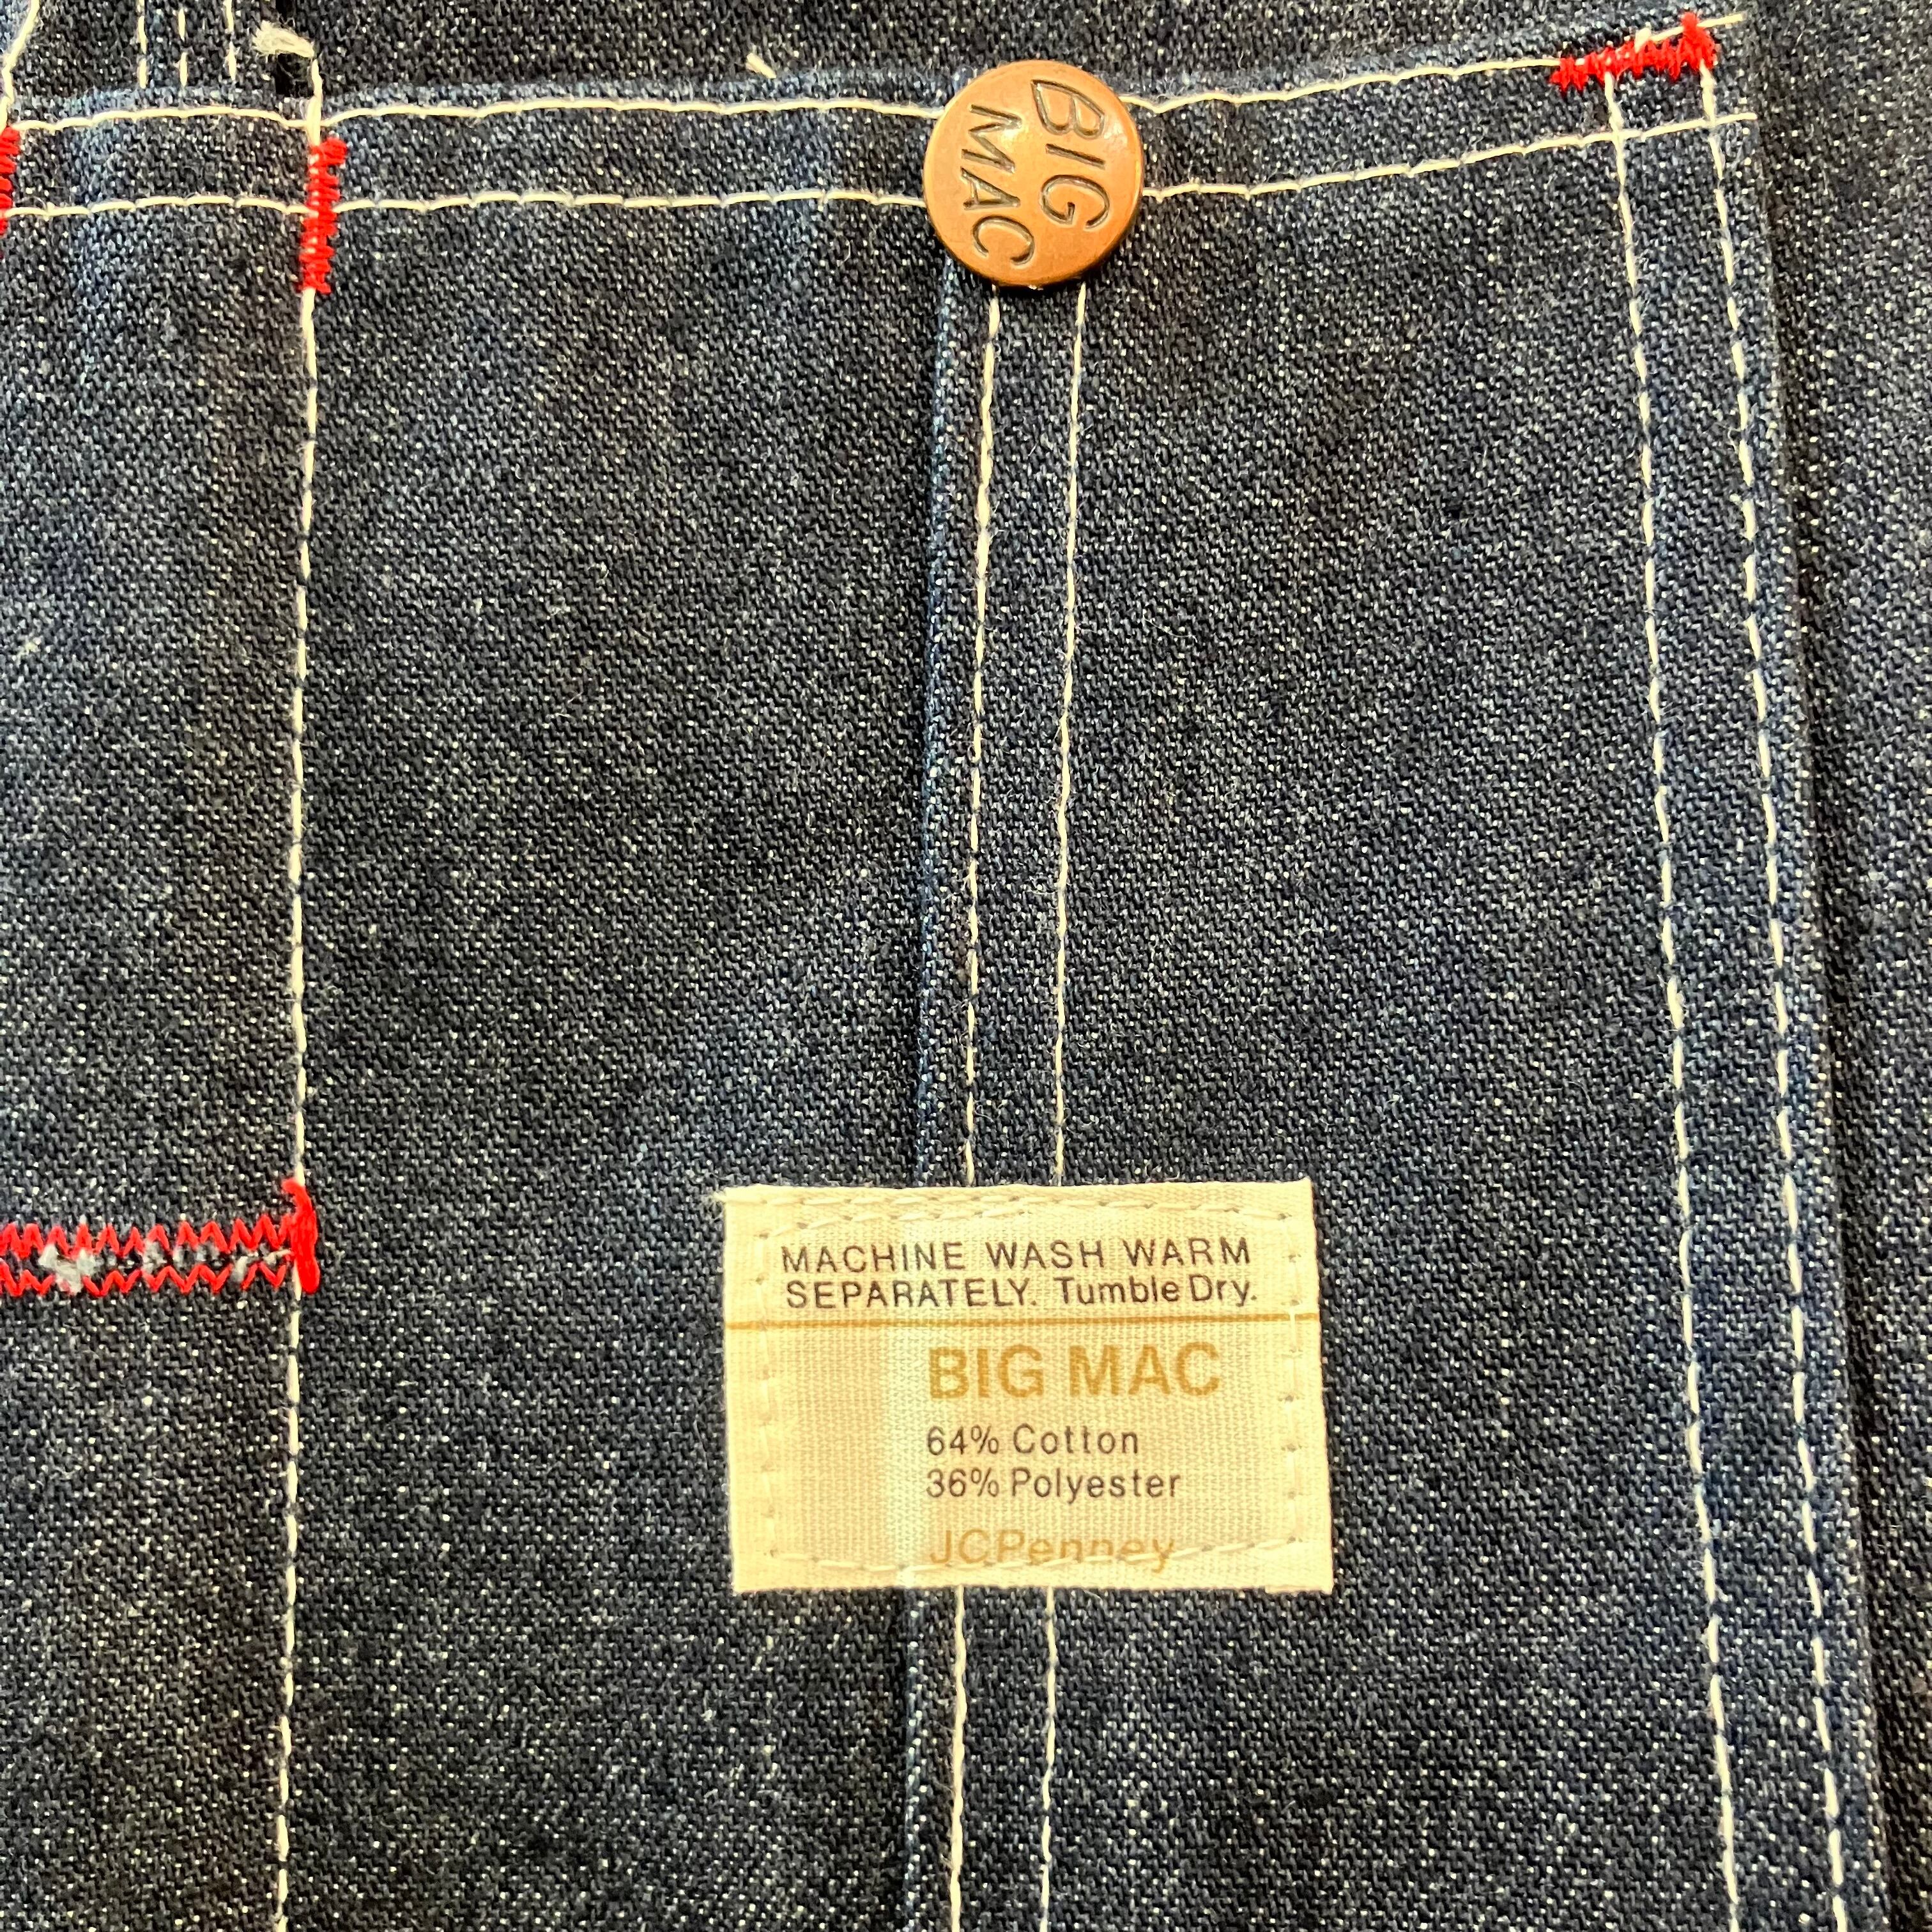 BIG
MAC
MACHINE WASH WARM
SEPARATELY. Tumble Dry.
BIG MAC
64% Cotton
36% Polyester
JCPenney